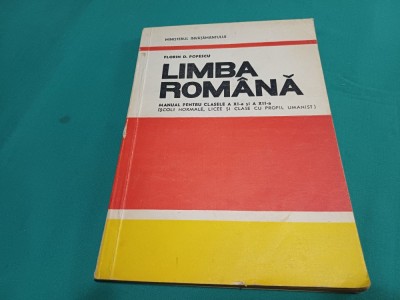 MINISTERUL ÎNVĂȚĂMÎNTULUI
FLORIN D. POPESCU
LIMBA
ROMÂNĂ
MANUAL PENTRU CLASELE A XI-a ȘI A XII-a
(ȘCOLI NORMALE, LICEE ȘI CLASE CU PROFIL UMANIST)